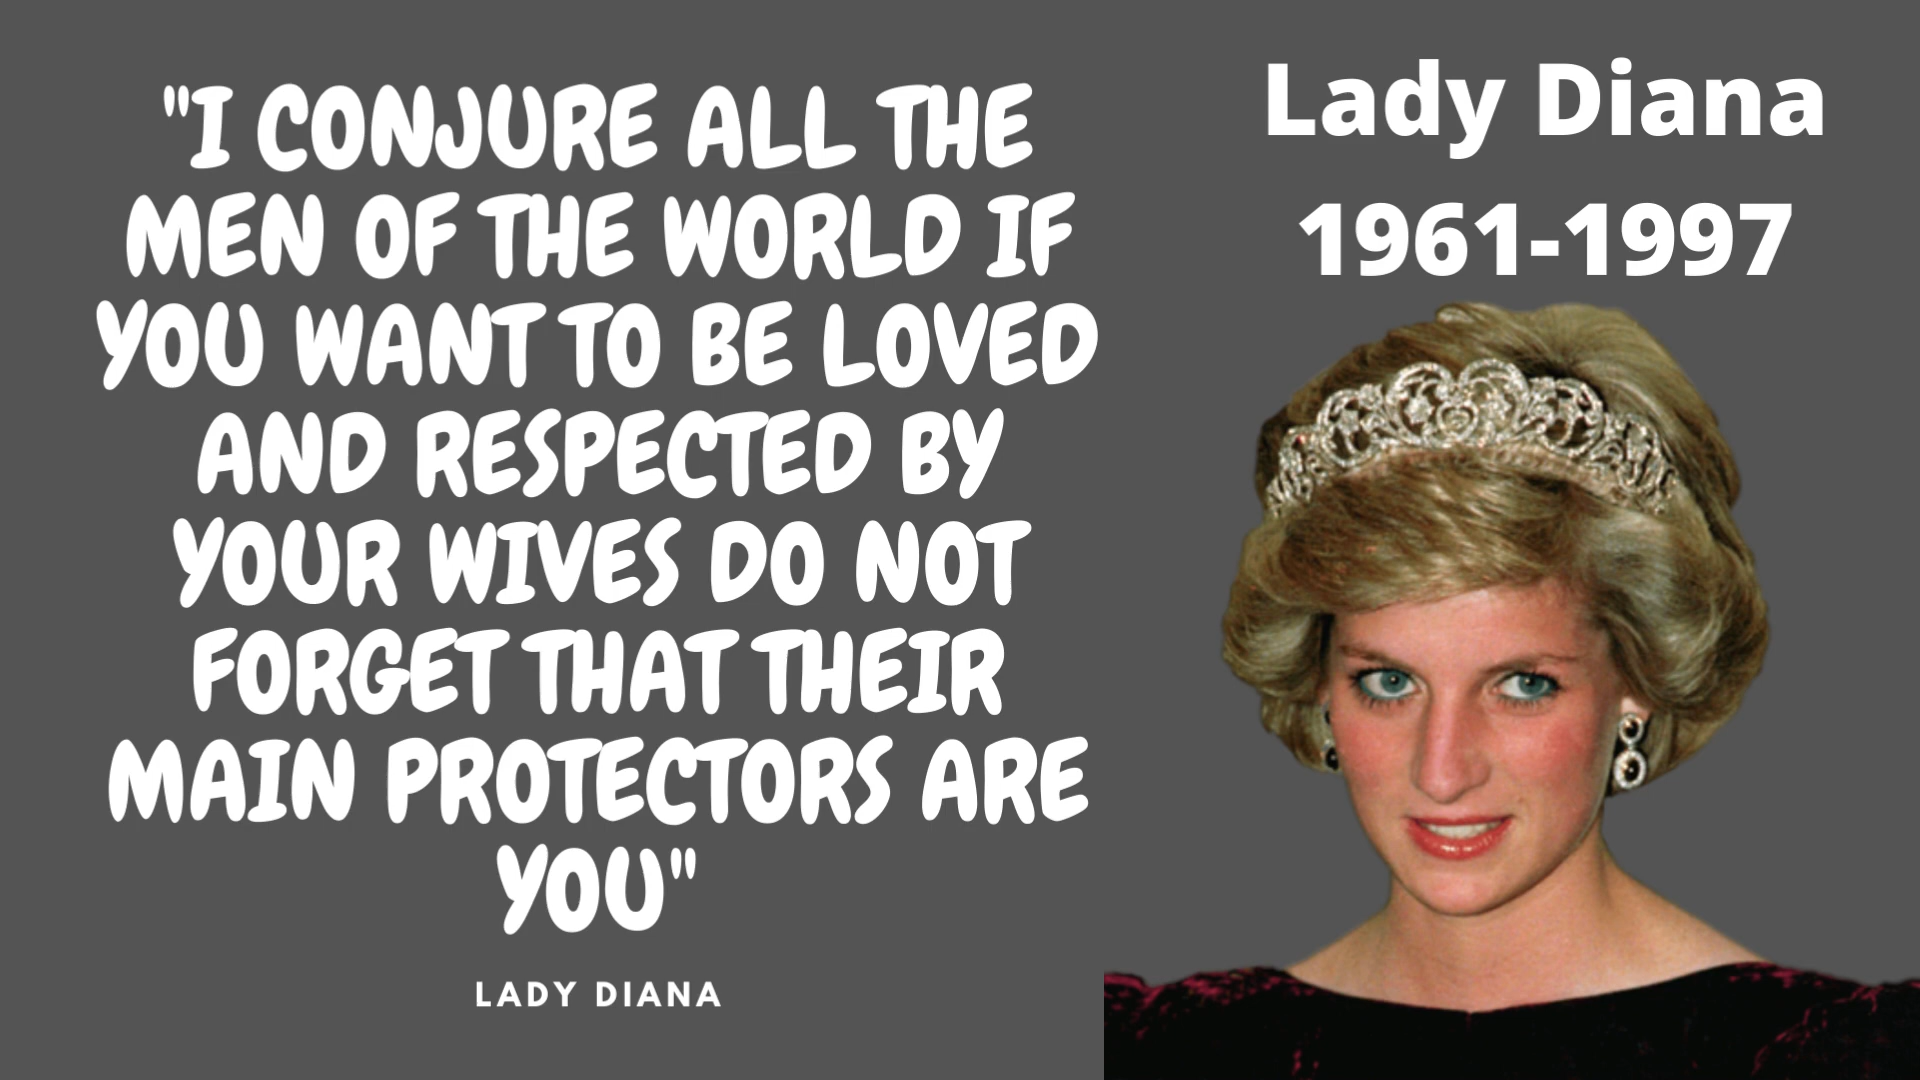 "I CONJURE ALL THE
MEN OF THE WORLD IF
YOU WANT TO BE LOVED
AND RESPECTED BY
YOUR WIVES DO NOT
FORGET THAT THEIR
MAIN PROTECTORS ARE
YOU"
LADY DIANA
Lady Diana
1961-1997